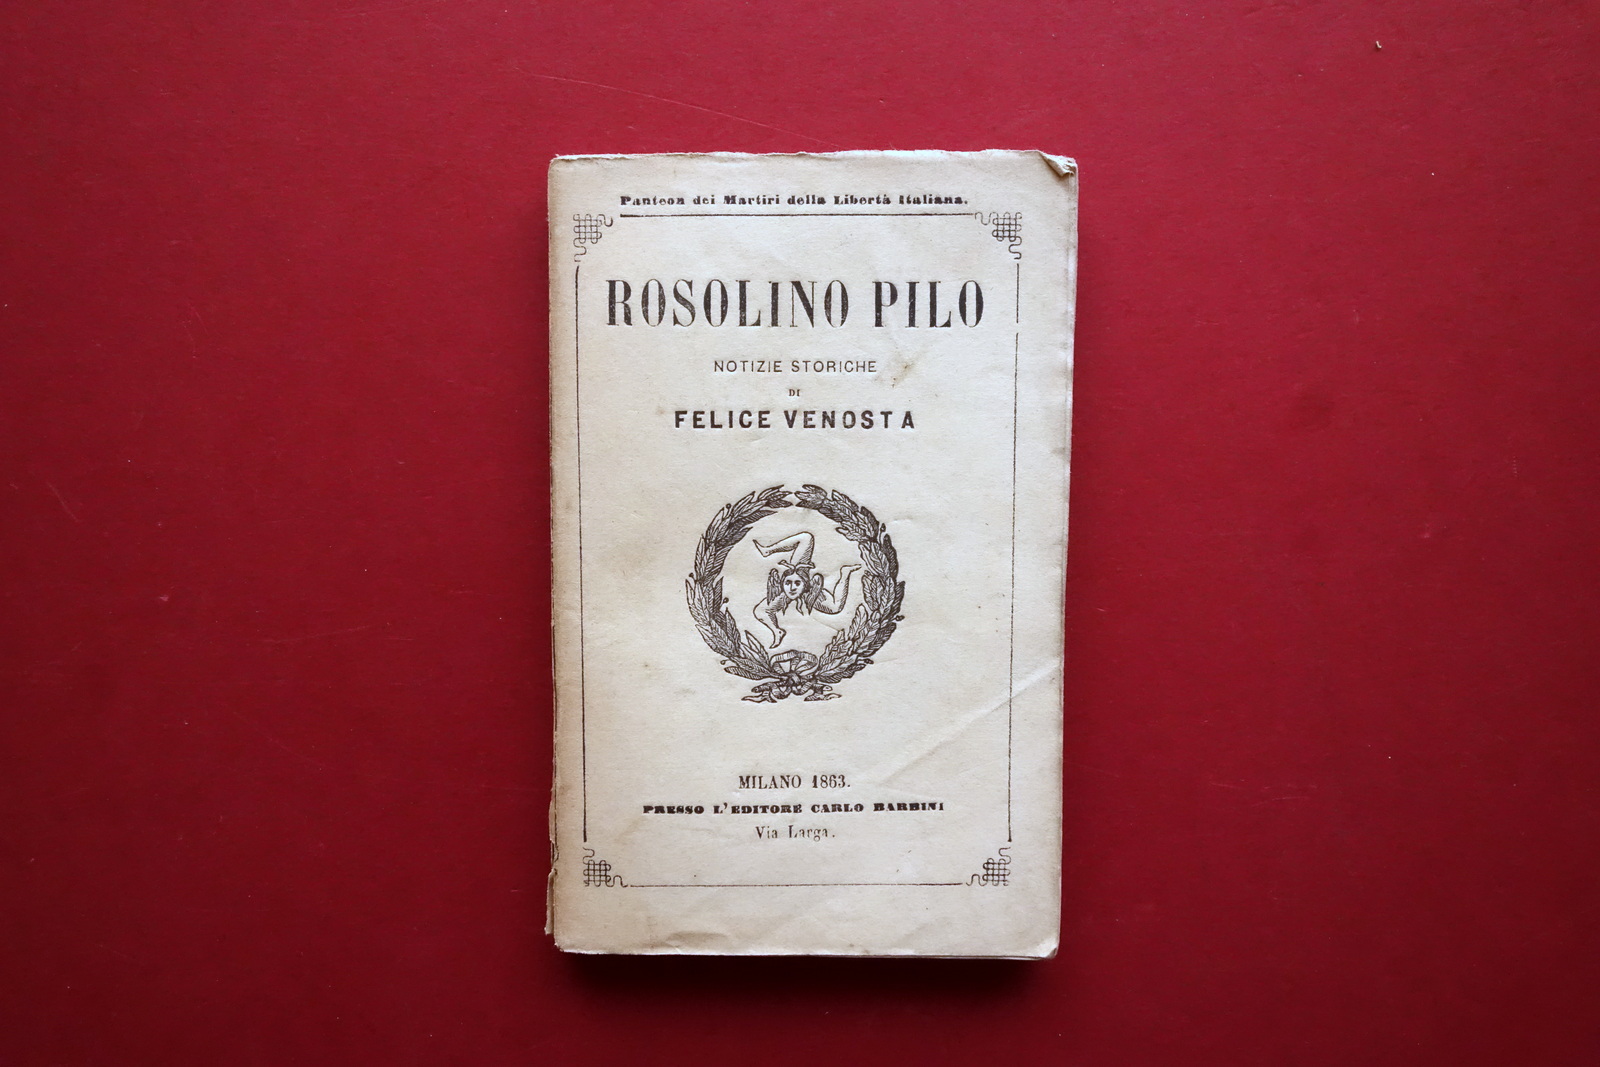 Panteon dei Martiri della Libertà Italiana.
ROSOLINO PILO
NOTIZIE STORICHE
DI
FELICE VENOSTA
MILANO 1863.
PRESSO L'EDITORE CARLO BARBINI
Via Larga.